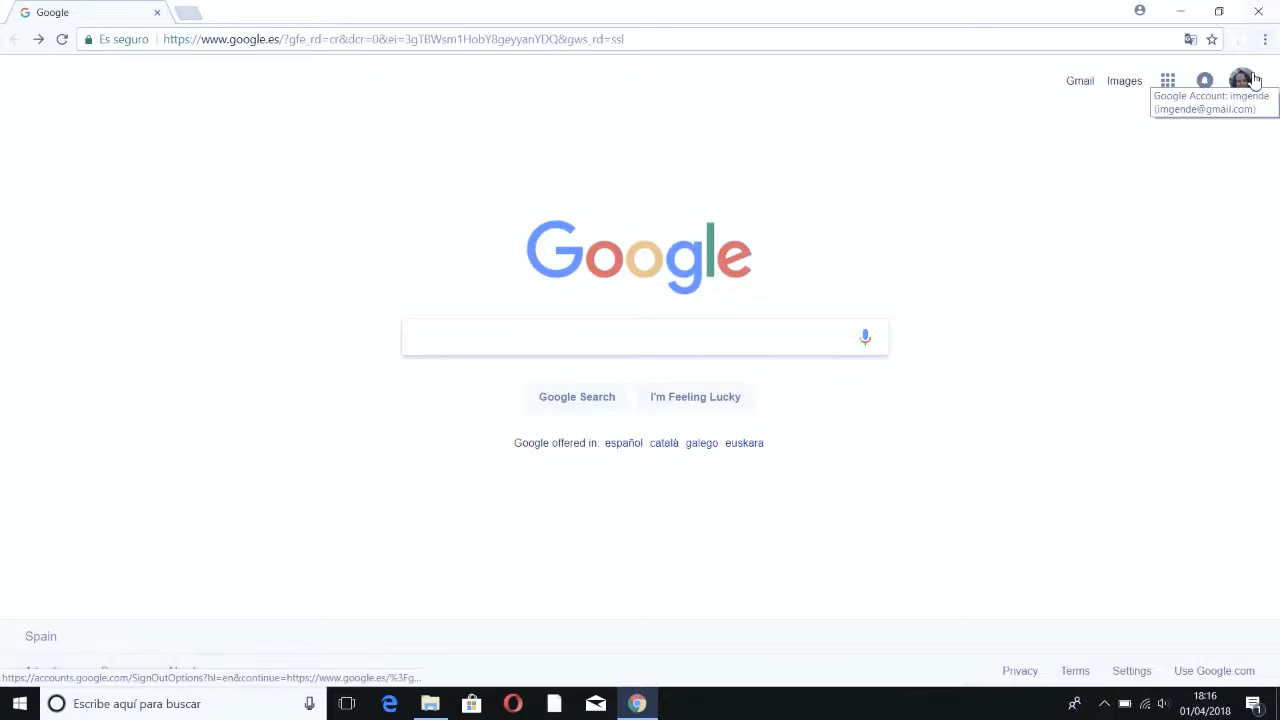 Google
Es seguro
https://www.google.es/?gfe_rd=cr&dcr=0&ei=3gTBWsm1HobY8geyyanYDQ&gws_rd=ssl
Gmail Images
Google Account: imgende
(imgende@gmail.com)
Google
Google Search I'm Feeling Lucky
Google offered in: español català galego euskara
Spain
Privacy Terms Settings Use Google.com
https://accounts.google.com/SignOutOptions?hl=en&continue=https://www.google.es/%3Fg...
Escribe aquí para buscar
18:16
01/04/2018